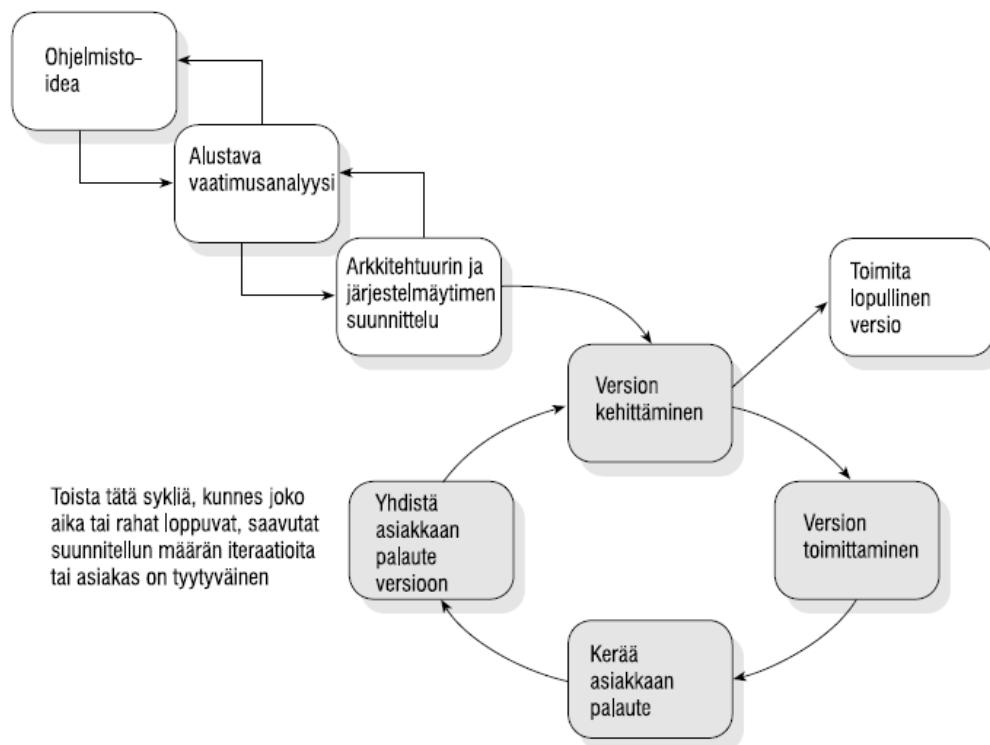 Ohjelmisto-
idea
Alustava
vaatimusanalyysi
Arkkitehtuurin ja
järjestelmäytimen
suunnittelu
Toimita
lopullinen
versio
Version
kehittäminen
Toista tätä sykliä, kunnes joko
aika tai rahat loppuvat, saavutat
suunnitellun määrän iteraatioita
tai asiakas on tyytyväinen
Yhdistä
asiakkaan
palaute
versioon
Version
toimittaminen
Kerää
asiakkaan
palaute